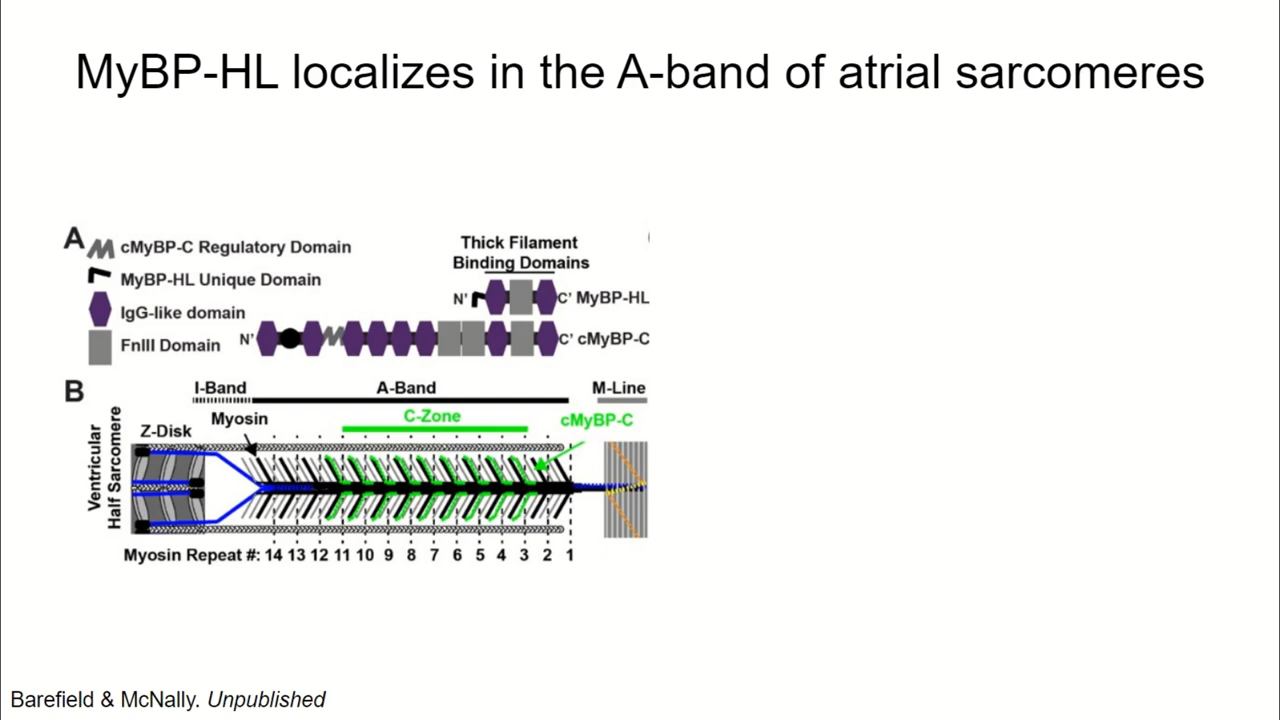 MyBP-HL localizes in the A-band of atrial sarcomeres
A
cMyBP-C Regulatory Domain
MyBP-HL Unique Domain
IgG-like domain
FnIII Domain
Thick Filament
Binding Domains
N' C' MyBP-HL
N' C' cMyBP-C
B
I-Band A-Band M-Line
C-Zone
Myosin cMyBP-C
Z-Disk
Ventricular
Half Sarcomere
Myosin Repeat #: 14 13 12 11 10 9 8 7 6 5 4 3 2 1
Barefield & McNally. Unpublished